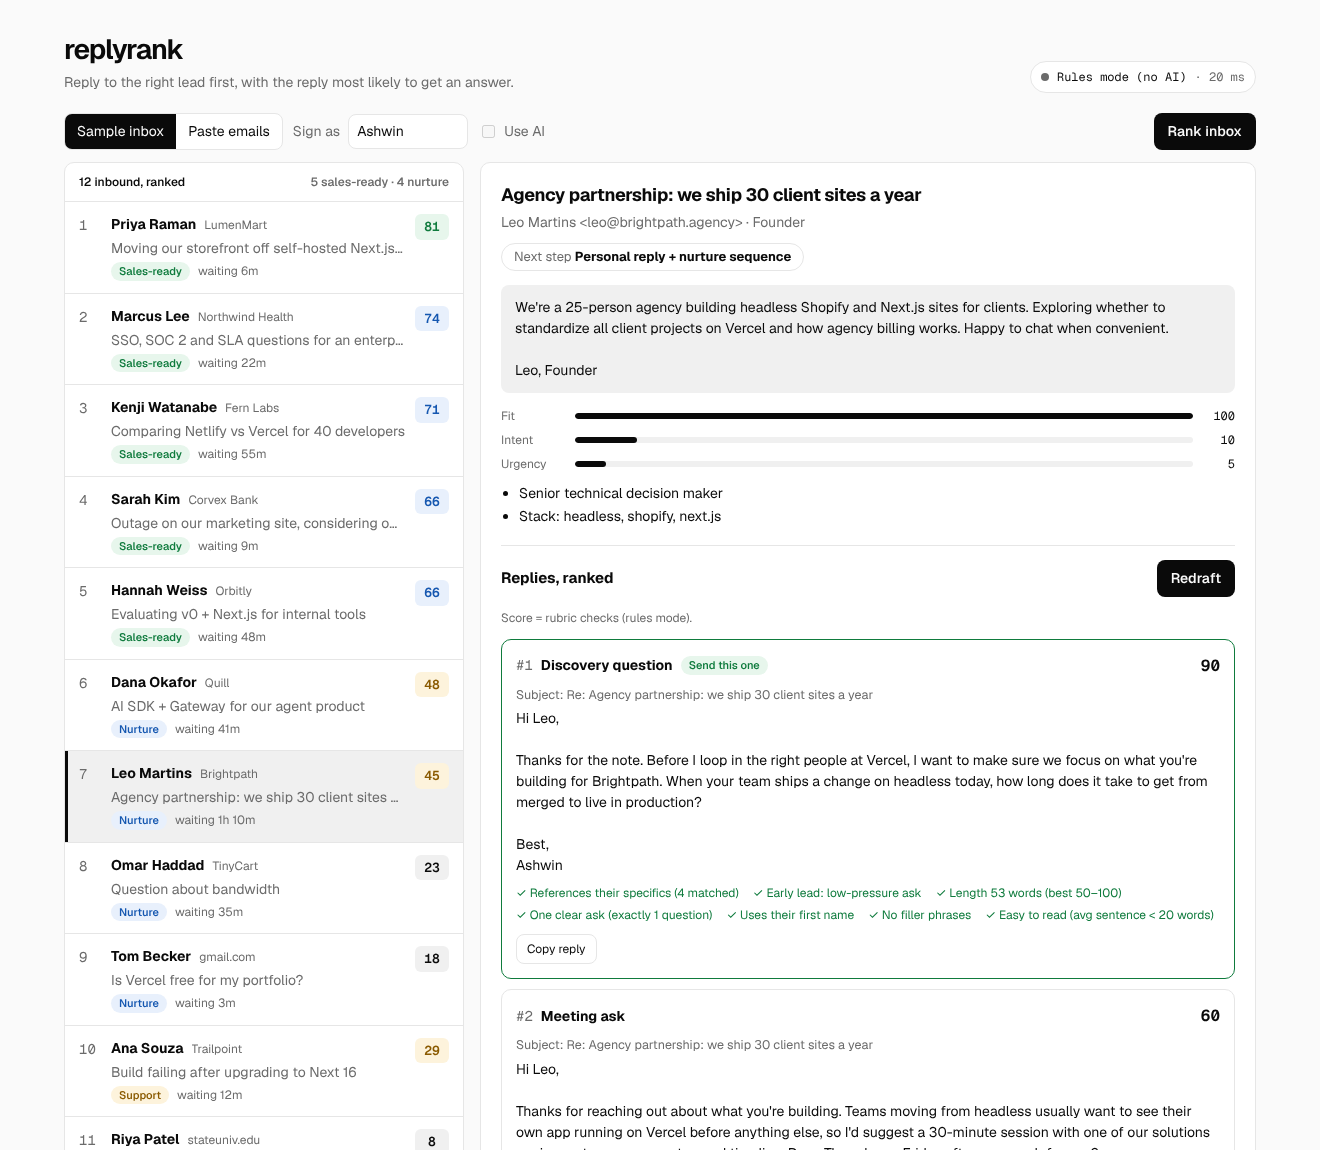 replyrank
Reply to the right lead first, with the reply most likely to get an answer.
Rules mode (no AI) · 20 ms
Sample inbox
Paste emails
Sign as
Ashwin
Use AI
Rank inbox
12 inbound, ranked
5 sales-ready · 4 nurture
1 Priya Raman LumenMart 81
Moving our storefront off self-hosted Next.js…
Sales-ready waiting 6m
2 Marcus Lee Northwind Health 74
SSO, SOC 2 and SLA questions for an enterp…
Sales-ready waiting 22m
3 Kenji Watanabe Fern Labs 71
Comparing Netlify vs Vercel for 40 developers
Sales-ready waiting 55m
4 Sarah Kim Corvex Bank 66
Outage on our marketing site, considering o…
Sales-ready waiting 9m
5 Hannah Weiss Orbitly 66
Evaluating v0 + Next.js for internal tools
Sales-ready waiting 48m
6 Dana Okafor Quill 48
AI SDK + Gateway for our agent product
Nurture waiting 41m
7 Leo Martins Brightpath 45
Agency partnership: we ship 30 client sites …
Nurture waiting 1h 10m
8 Omar Haddad TinyCart 23
Question about bandwidth
Nurture waiting 35m
9 Tom Becker gmail.com 18
Is Vercel free for my portfolio?
Nurture waiting 3m
10 Ana Souza Trailpoint 29
Build failing after upgrading to Next 16
Support waiting 12m
11 Riya Patel stateuniv.edu 8
Agency partnership: we ship 30 client sites a year
Leo Martins <leo@brightpath.agency> · Founder
Next step Personal reply + nurture sequence
We're a 25-person agency building headless Shopify and Next.js sites for clients. Exploring whether to
standardize all client projects on Vercel and how agency billing works. Happy to chat when convenient.
Leo, Founder
Fit 100
Intent 10
Urgency 5
• Senior technical decision maker
• Stack: headless, shopify, next.js
Replies, ranked
Redraft
Score = rubric checks (rules mode).
#1 Discovery question Send this one 90
Subject: Re: Agency partnership: we ship 30 client sites a year
Hi Leo,
Thanks for the note. Before I loop in the right people at Vercel, I want to make sure we focus on what you're
building for Brightpath. When your team ships a change on headless today, how long does it take to get from
merged to live in production?
Best,
Ashwin
✓ References their specifics (4 matched) ✓ Early lead: low-pressure ask ✓ Length 53 words (best 50–100)
✓ One clear ask (exactly 1 question) ✓ Uses their first name ✓ No filler phrases ✓ Easy to read (avg sentence < 20 words)
Copy reply
#2 Meeting ask 60
Subject: Re: Agency partnership: we ship 30 client sites a year
Hi Leo,
Thanks for reaching out about what you're building. Teams moving from headless usually want to see their
own app running on Vercel before anything else, so I'd suggest a 30-minute session with one of our solutions